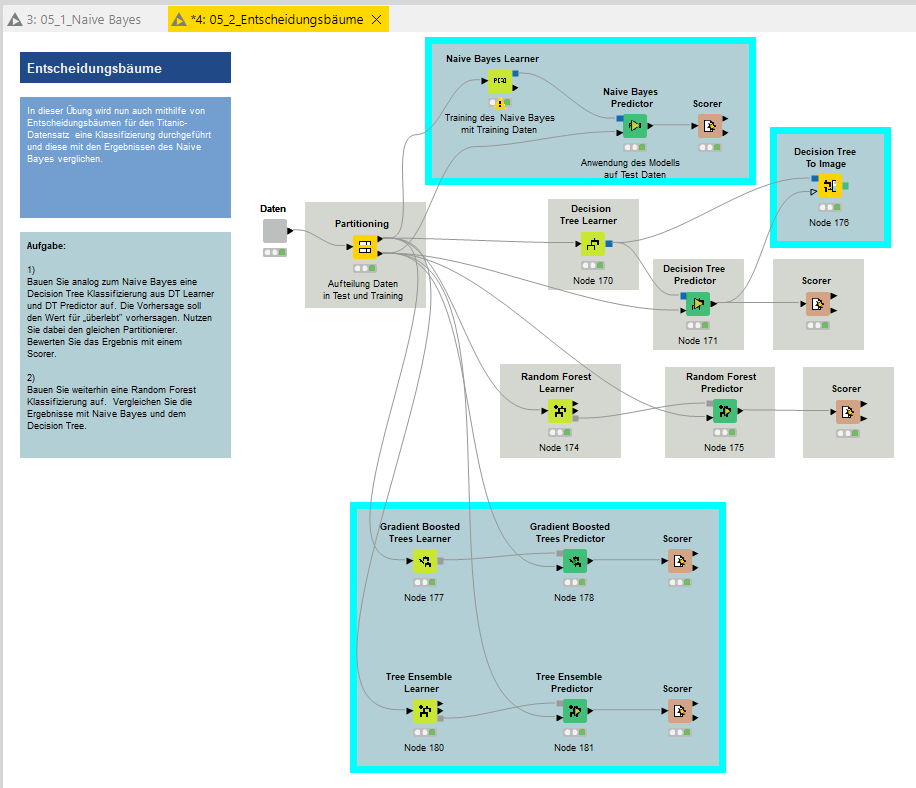 3: 05_1_Naive Bayes
*4: 05_2_Entscheidungsbäume
Entscheidungsbäume
In dieser Übung wird nun auch mithilfe von
Entscheidungsbäumen für den Titanic-
Datensatz eine Klassifizierung durchgeführt
und diese mit den Ergebnissen des Naive
Bayes verglichen.
Aufgabe:
1)
Bauen Sie analog zum Naive Bayes eine
Decision Tree Klassifizierung aus DT Learner
und DT Predictor auf. Die Vorhersage soll
den Wert für „überlebt” vorhersagen. Nutzen
Sie dabei den gleichen Partitionierer.
Bewerten Sie das Ergebnis mit einem
Scorer.
2)
Bauen Sie weiterhin eine Random Forest
Klassifizierung auf. Vergleichen Sie die
Ergebnisse mit Naive Bayes und dem
Decision Tree.
Daten
Partitioning
Aufteilung Daten
in Test und Training
Naive Bayes Learner
Training des Naive Bayes
mit Training Daten
Naive Bayes
Predictor
Anwendung des Modells
auf Test Daten
Scorer
Decision Tree
To Image
Node 176
Decision
Tree Learner
Node 170
Decision Tree
Predictor
Node 171
Scorer
Random Forest
Learner
Node 174
Random Forest
Predictor
Node 175
Scorer
Gradient Boosted
Trees Learner
Node 177
Gradient Boosted
Trees Predictor
Node 178
Scorer
Tree Ensemble
Learner
Node 180
Tree Ensemble
Predictor
Node 181
Scorer